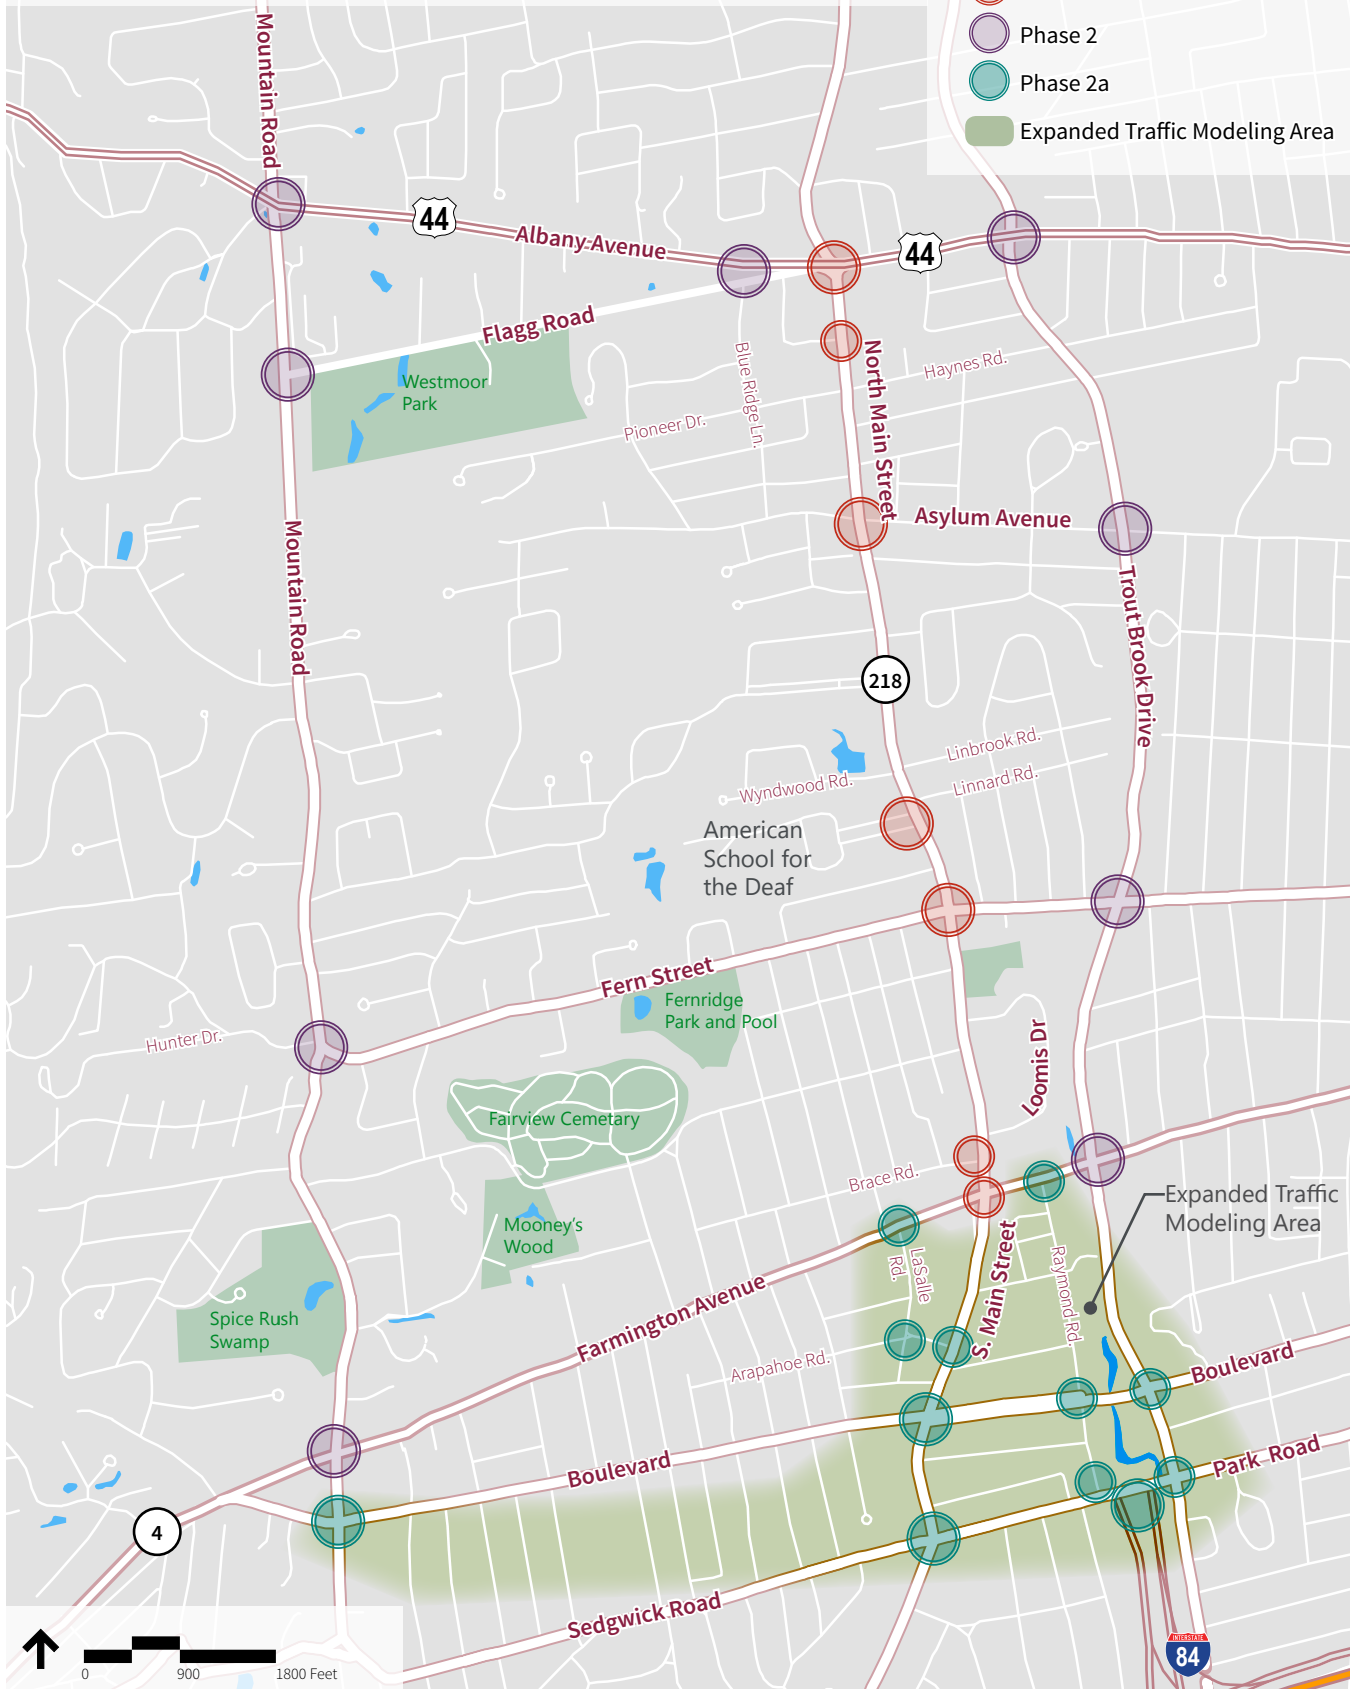 Phase 2
Phase 2a
Expanded Traffic Modeling Area
Mountain Road
44
Albany Avenue
44
Flagg Road
Westmoor
Park
Blue Ridge Ln.
North Main Street
Haynes Rd.
Pioneer Dr.
Asylum Avenue
Mountain Road
Trout Brook Drive
218
Linbrook Rd.
Wyndwood Rd.
Linnard Rd.
American
School for
the Deaf
Fern Street
Fernridge
Park and Pool
Hunter Dr.
Loomis Dr
Fairview Cemetary
Brace Rd.
Expanded Traffic
Modeling Area
Mooney's
Wood
LaSalle
Rd.
S. Main Street
Raymond Rd.
Spice Rush
Swamp
Farmington Avenue
Arapahoe Rd.
Boulevard
Boulevard
Park Road
4
Sedgwick Road
INTERSTATE
84
0 900 1800 Feet